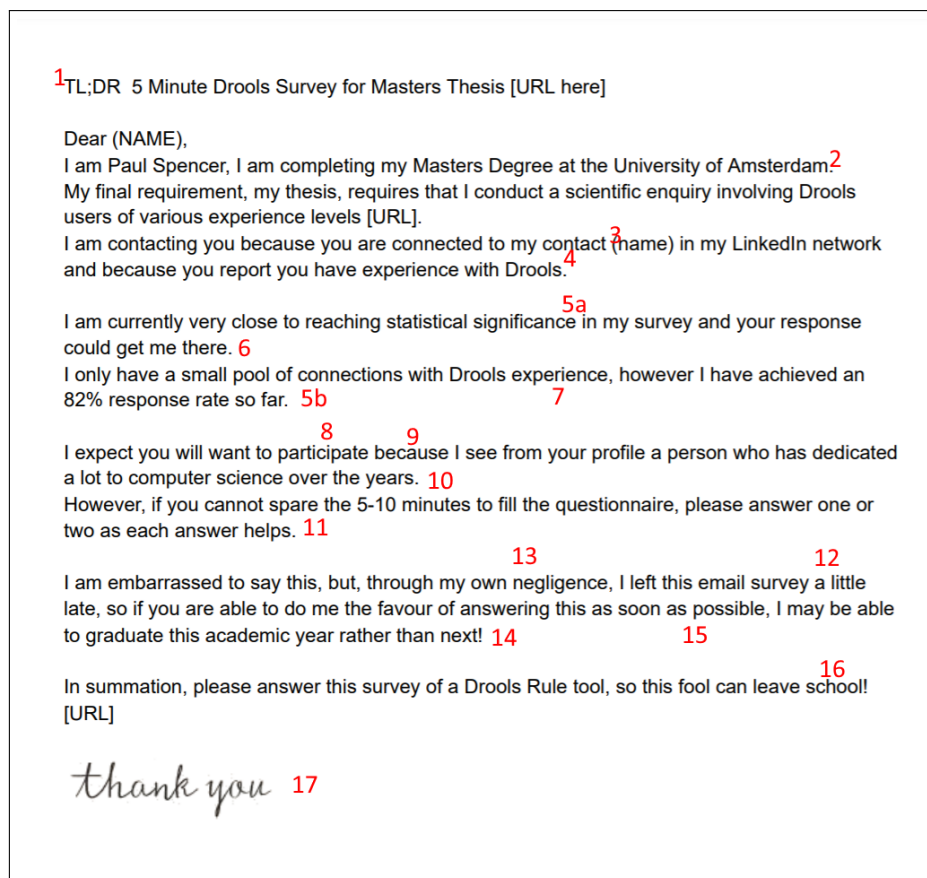 1TL;DR 5 Minute Drools Survey for Masters Thesis [URL here]
Dear (NAME),
I am Paul Spencer, I am completing my Masters Degree at the University of Amsterdam. 2
My final requirement, my thesis, requires that I conduct a scientific enquiry involving Drools
users of various experience levels [URL].
3
I am contacting you because you are connected to my contact (name) in my LinkedIn network
4
and because you report you have experience with Drools.
5a
I am currently very close to reaching statistical significance in my survey and your response
could get me there. 6
I only have a small pool of connections with Drools experience, however I have achieved an
82% response rate so far. 5b 7
8 9
I expect you will want to participate because I see from your profile a person who has dedicated
a lot to computer science over the years. 10
However, if you cannot spare the 5-10 minutes to fill the questionnaire, please answer one or
two as each answer helps. 11
13 12
I am embarrassed to say this, but, through my own negligence, I left this email survey a little
late, so if you are able to do me the favour of answering this as soon as possible, I may be able
to graduate this academic year rather than next! 14 15
16
In summation, please answer this survey of a Drools Rule tool, so this fool can leave school!
[URL]
thank you 17